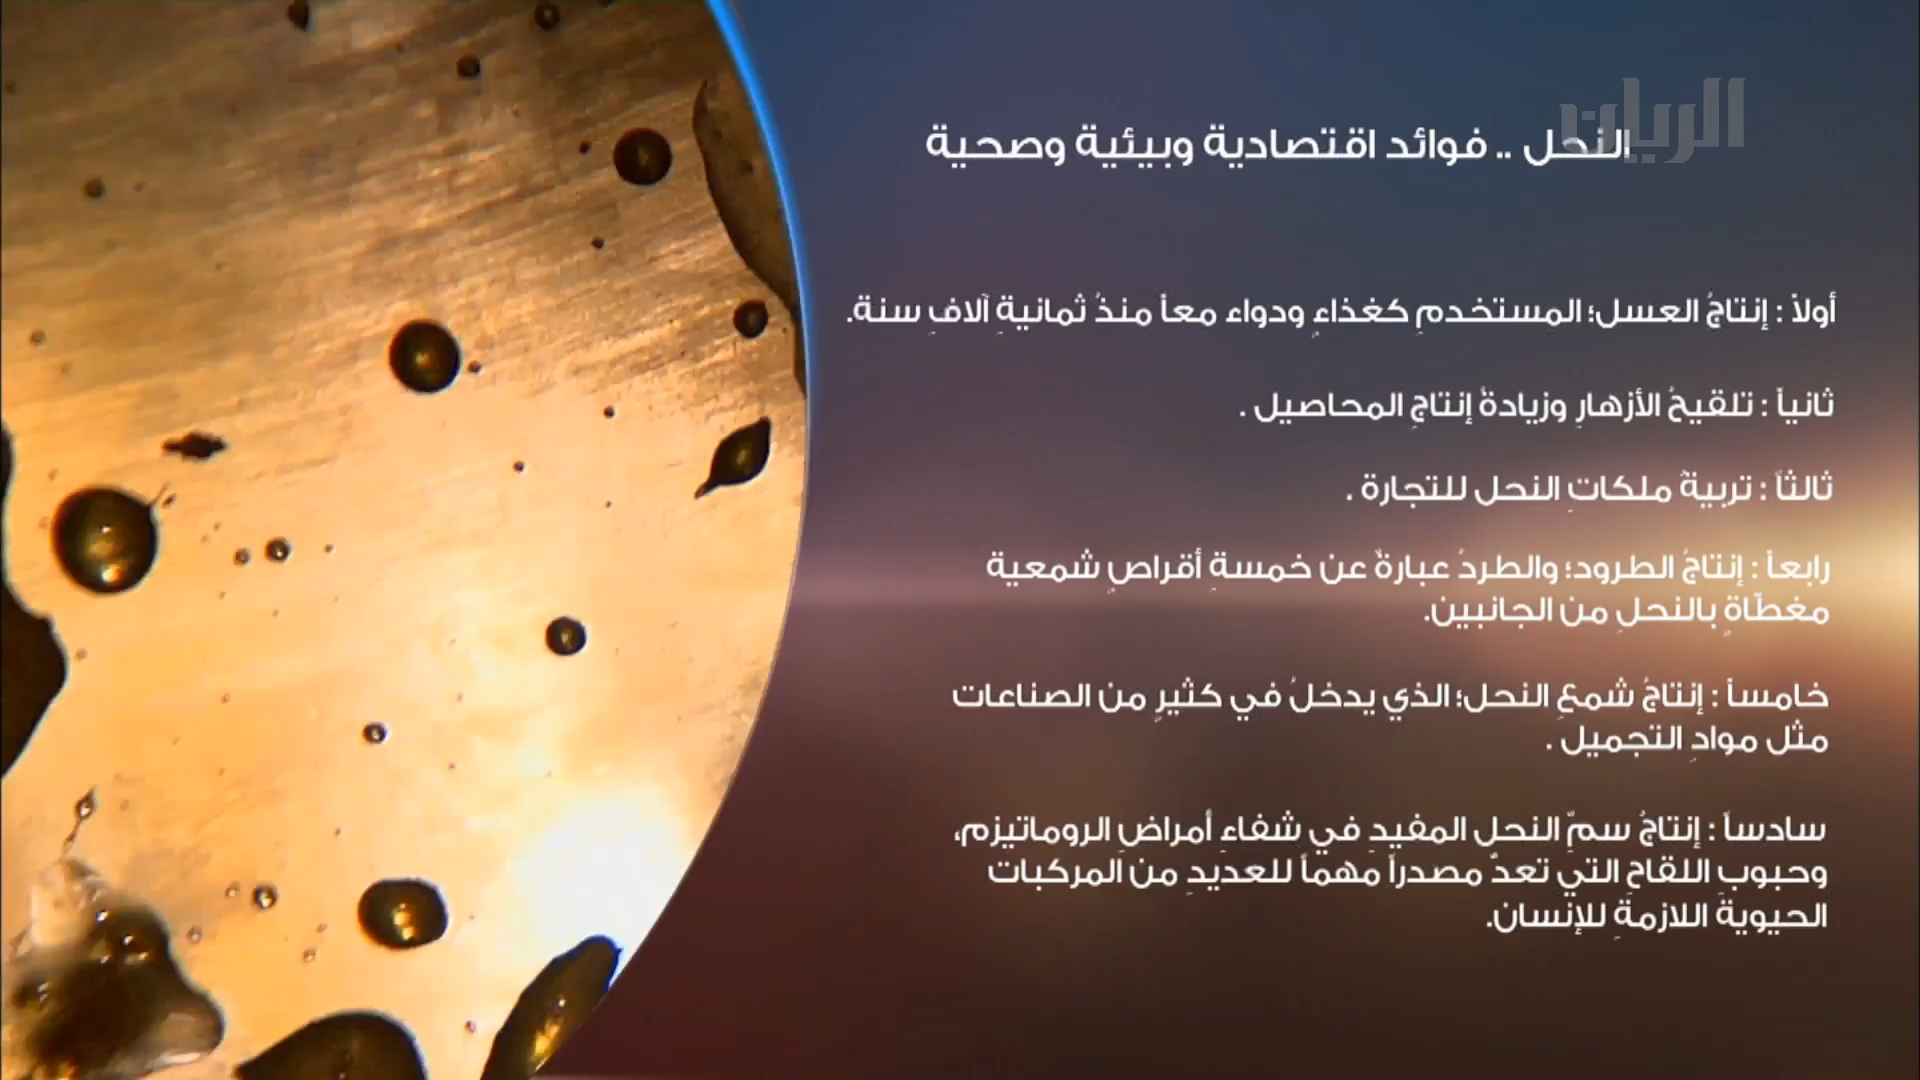 الريان
النحل .. فوائد اقتصادية وبيئية وصحية
أولاً : إنتاجُ العسل؛ المستخدمِ كغذاءٍ ودواء معاً منذُ ثمانيةِ آلافِ سنة.
ثانياً : تلقيحُ الأزهارِ وزيادةُ إنتاجِ المحاصيل .
ثالثاً : تربيةُ ملكاتِ النحل للتجارة .
رابعاً : إنتاجُ الطرود؛ والطردُ عبارةٌ عن خمسةِ أقراصٍ شمعية
مغطّاةٍ بالنحلِ من الجانبين.
خامساً : إنتاجُ شمعِ النحل؛ الذي يدخلُ في كثيرٍ من الصناعات
مثل موادِ التجميل .
سادساً : إنتاجُ سمِّ النحل المفيدِ في شفاءِ أمراضِ الروماتيزم،
وحبوبِ اللقاحِ التي تعدُّ مصدراً مهماً للعديدِ من المركبات
الحيويةِ اللازمةِ للإنسان.